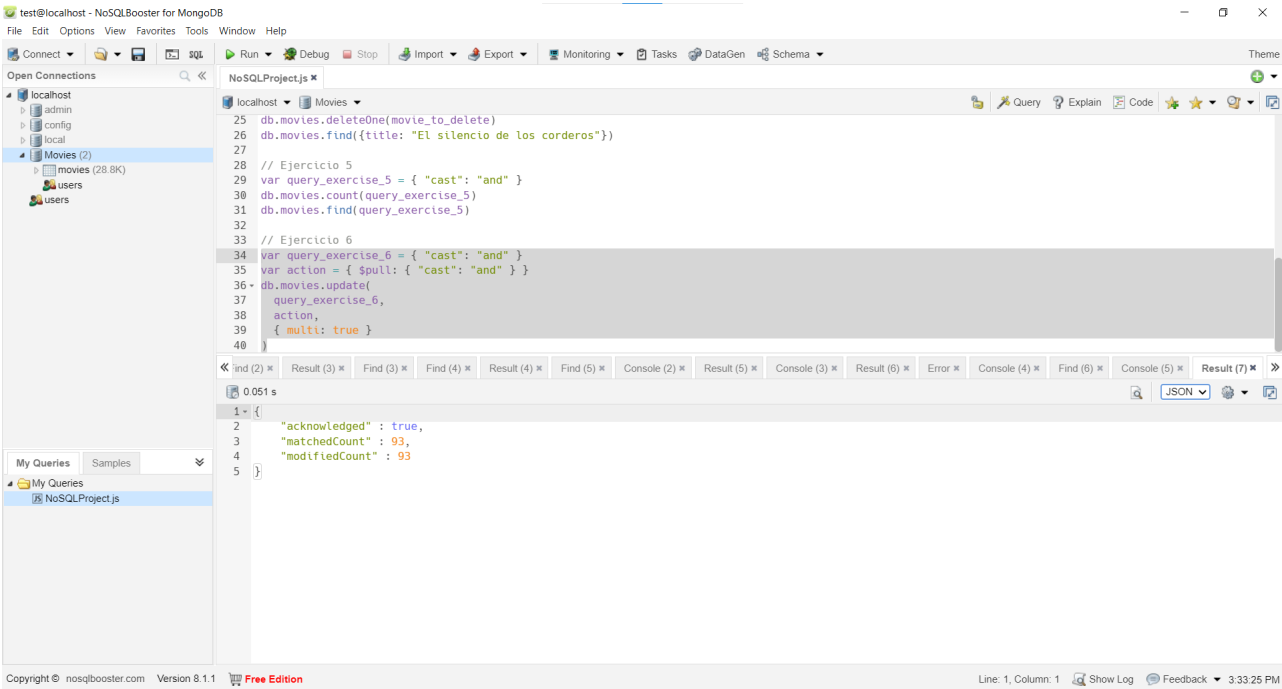 test@localhost - NoSQLBooster for MongoDB
File Edit Options View Favorites Tools Window Help
Connect SQL Run Debug Stop Import Export Monitoring Tasks DataGen Schema Theme
Open Connections
NoSQLProject.js
localhost
admin
config
local
Movies (2)
movies (28.8K)
users
users
localhost Movies Query Explain Code
25 db.movies.deleteOne(movie_to_delete)
26 db.movies.find({title: "El silencio de los corderos"})
27
28 // Ejercicio 5
29 var query_exercise_5 = { "cast": "and" }
30 db.movies.count(query_exercise_5)
31 db.movies.find(query_exercise_5)
32
33 // Ejercicio 6
34 var query_exercise_6 = { "cast": "and" }
35 var action = { $pull: { "cast": "and" } }
36 db.movies.update(
37 query_exercise_6,
38 action,
39 { multi: true }
40 )
ind (2) Result (3) Find (3) Find (4) Result (4) Find (5) Console (2) Result (5) Console (3) Result (6) Error Console (4) Find (6) Console (5) Result (7)
0.051 s JSON
1 {
2 "acknowledged" : true,
3 "matchedCount" : 93,
4 "modifiedCount" : 93
5 }
My Queries Samples
My Queries
JS NoSQLProject.js
Copyright © nosqlbooster.com Version 8.1.1 Free Edition Line: 1, Column: 1 Show Log Feedback 3:33:25 PM